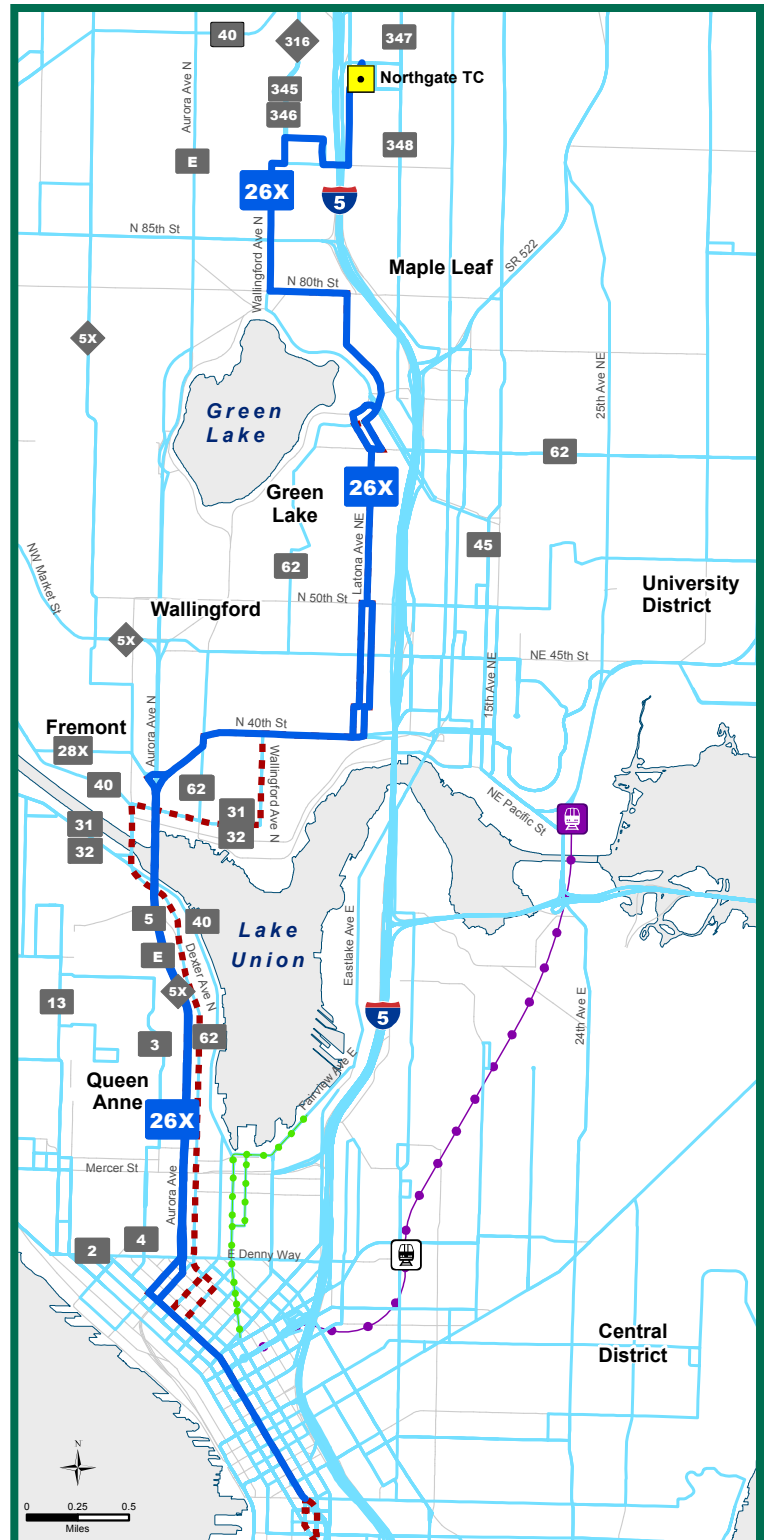 40
316
347
Northgate TC
345
346
Aurora Ave N
348
E
26X
5
N 85th St
Wallingford Ave N
Maple Leaf
SR 522
N 80th St
5X
25th Ave NE
Green
Lake
62
26X
Green
Lake
45
NW Market St
Latona Ave NE
62
University
District
N 50th St
Wallingford
5X
NE 45th St
15th Ave NE
Aurora Ave N
Fremont
28X
N 40th St
Wallingford Ave N
40
62
31
32
31
32
NE Pacific St
5
40
Lake
Union
E
Dexter Ave N
Eastlake Ave E
5X
13
5
24th Ave E
3
62
Queen
Anne
26X
Fairview Ave E
Mercer St
Aurora Ave
4
2
E Denny Way
Central
District
N
0 0.25 0.5
Miles